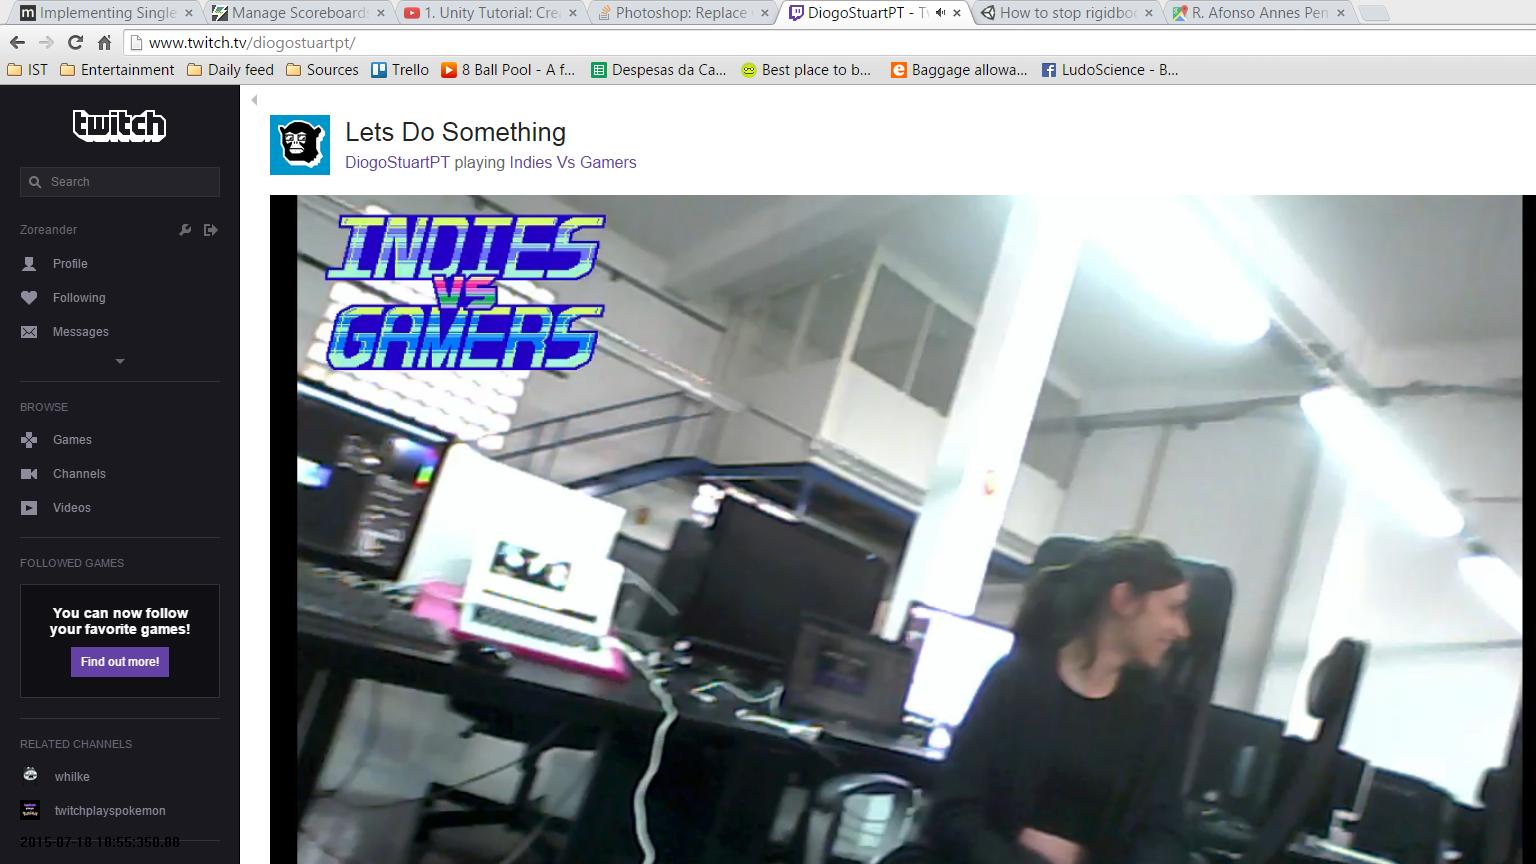 Implementing Single
Manage Scoreboards
1. Unity Tutorial: Cre
Photoshop: Replace
DiogoStuartPT - Tw
How to stop rigidbo
R. Afonso Annes Pen
www.twitch.tv/diogostuartpt/
IST
Entertainment
Daily feed
Sources
Trello
8 Ball Pool - A f...
Despesas da Ca...
Best place to b...
Baggage allowa...
LudoScience - B...
twitch
Search
Zoreander
Profile
Following
Messages
BROWSE
Games
Channels
Videos
FOLLOWED GAMES
You can now follow
your favorite games!
Find out more!
RELATED CHANNELS
whilke
twitchplayspokemon
2015-07-18 18:55:350.88
Lets Do Something
DiogoStuartPT playing Indies Vs Gamers
INDIES
VS
GAMERS